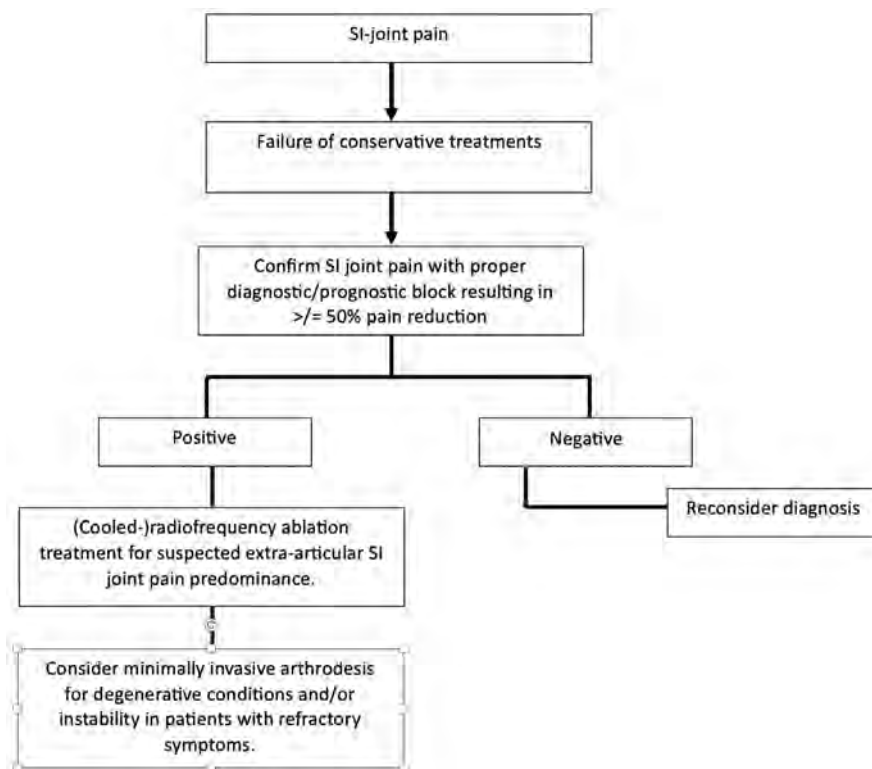 SI-joint pain
Failure of conservative treatments
Confirm SI joint pain with proper
diagnostic/prognostic block resulting in
>/= 50% pain reduction
Positive
Negative
Reconsider diagnosis
(Cooled-)radiofrequency ablation
treatment for suspected extra-articular SI
joint pain predominance.
Consider minimally invasive arthrodesis
for degenerative conditions and/or
instability in patients with refractory
symptoms.